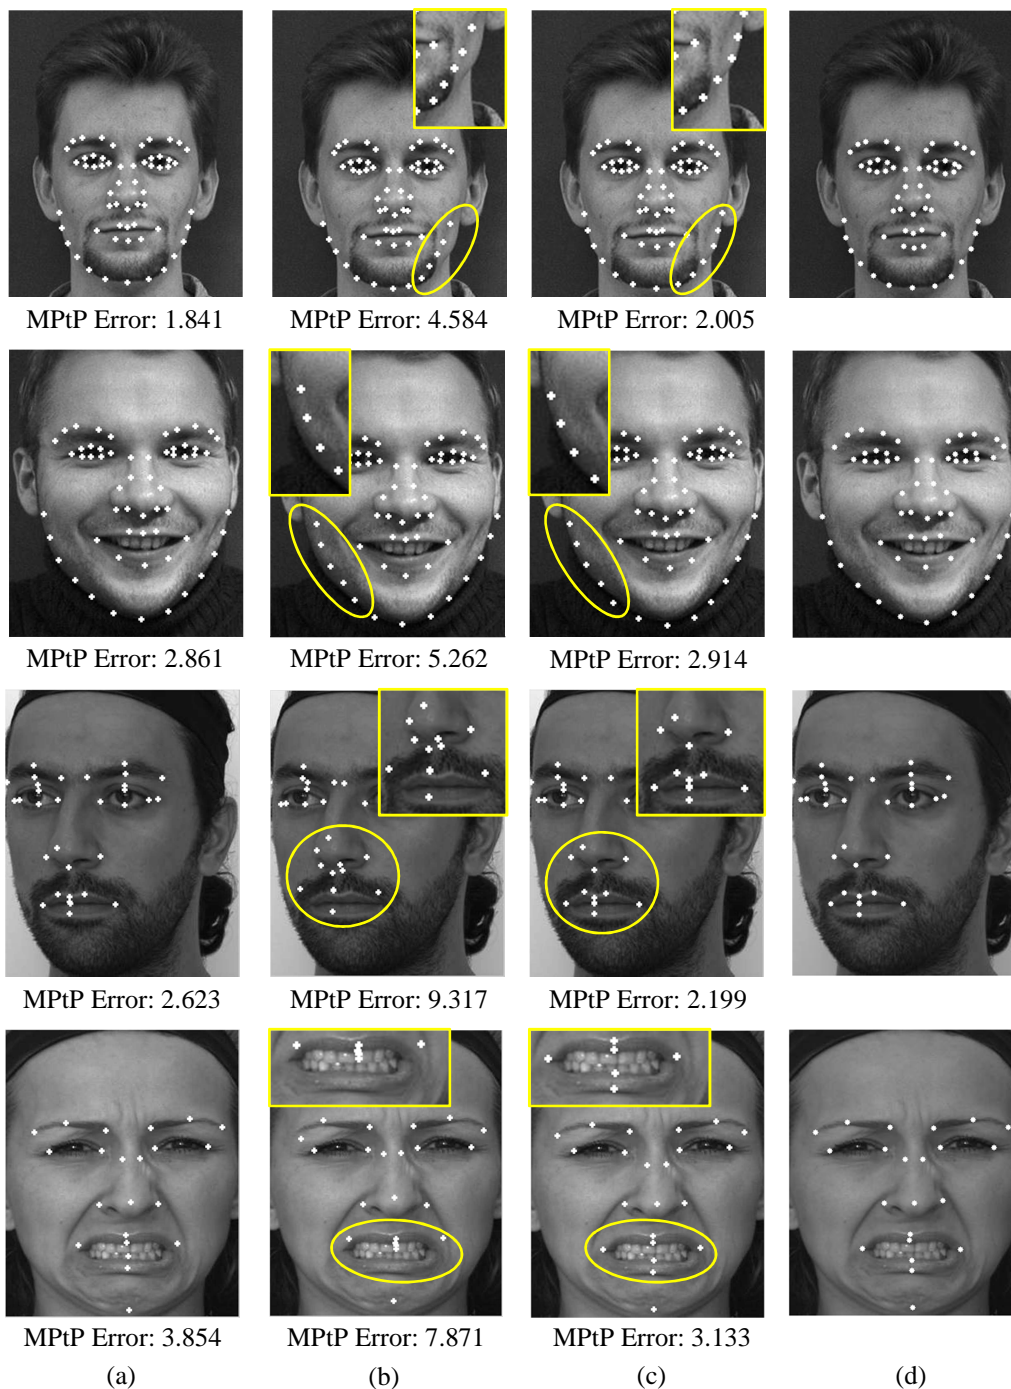 MPtP Error: 1.841
MPtP Error: 4.584
MPtP Error: 2.005
MPtP Error: 2.861
MPtP Error: 5.262
MPtP Error: 2.914
MPtP Error: 2.623
MPtP Error: 9.317
MPtP Error: 2.199
MPtP Error: 3.854
MPtP Error: 7.871
MPtP Error: 3.133
(a)
(b)
(c)
(d)